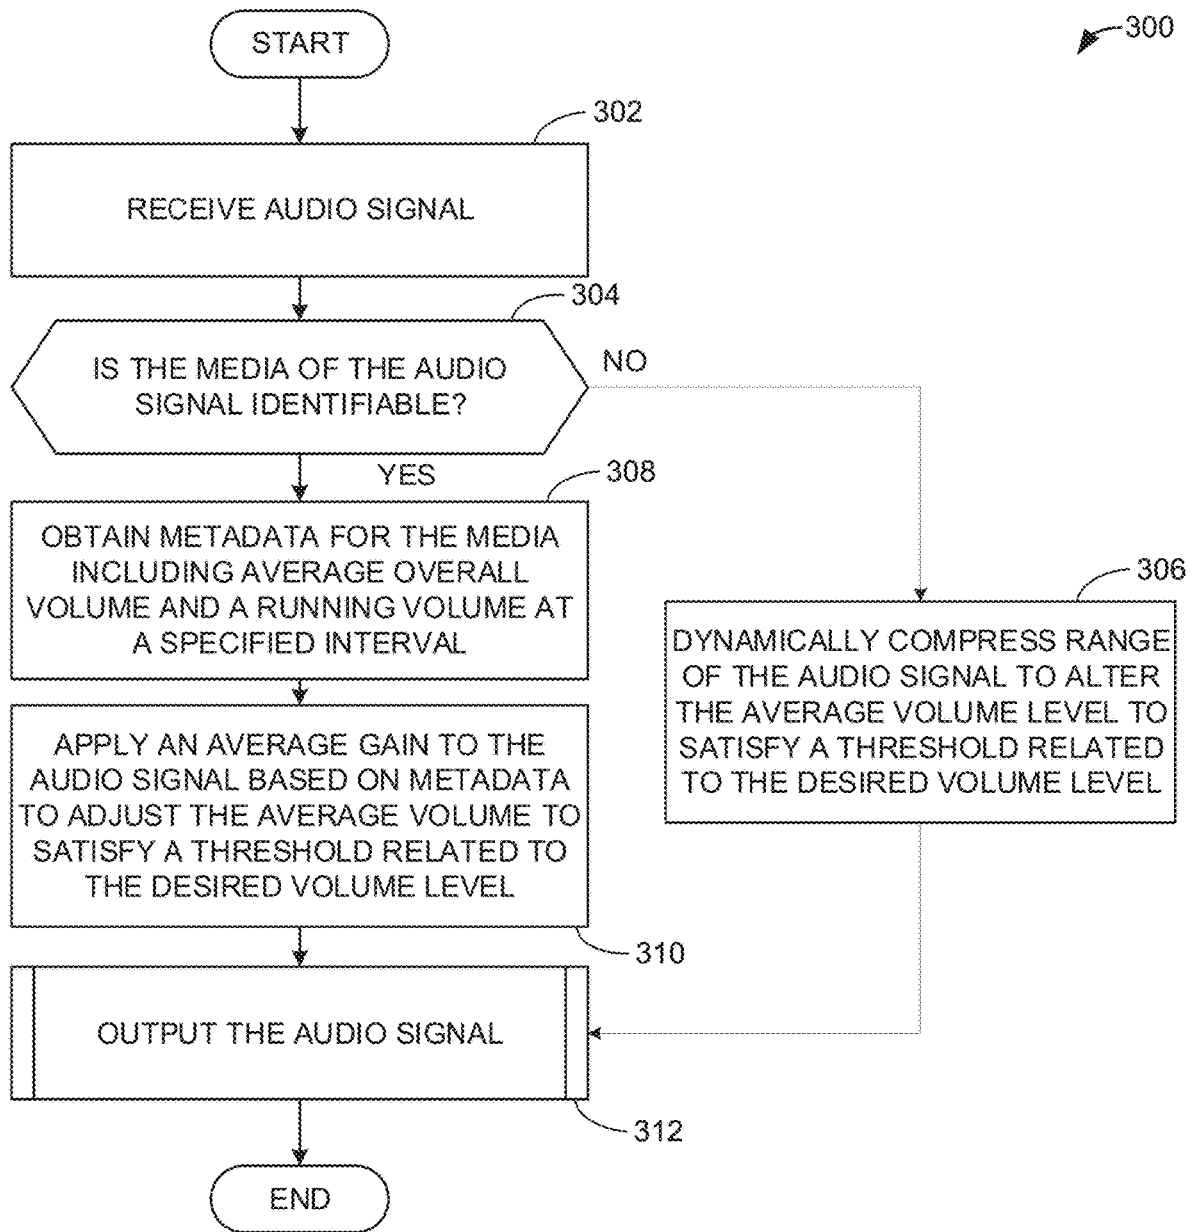 START
300
302
RECEIVE AUDIO SIGNAL
304
IS THE MEDIA OF THE AUDIO
SIGNAL IDENTIFIABLE?
NO
YES
308
OBTAIN METADATA FOR THE MEDIA
INCLUDING AVERAGE OVERALL
VOLUME AND A RUNNING VOLUME AT
A SPECIFIED INTERVAL
306
DYNAMICALLY COMPRESS RANGE
OF THE AUDIO SIGNAL TO ALTER
THE AVERAGE VOLUME LEVEL TO
SATISFY A THRESHOLD RELATED
TO THE DESIRED VOLUME LEVEL
APPLY AN AVERAGE GAIN TO THE
AUDIO SIGNAL BASED ON METADATA
TO ADJUST THE AVERAGE VOLUME TO
SATISFY A THRESHOLD RELATED TO
THE DESIRED VOLUME LEVEL
310
OUTPUT THE AUDIO SIGNAL
312
END